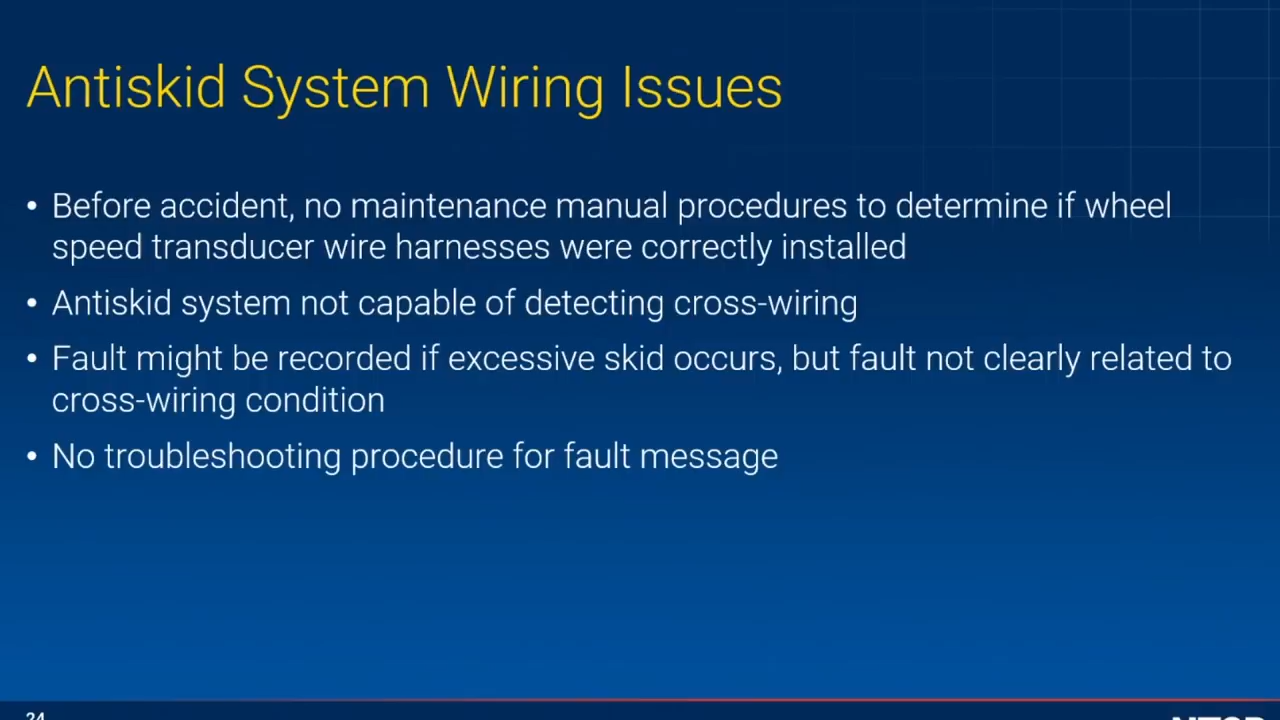 Antiskid System Wiring Issues
• Before accident, no maintenance manual procedures to determine if wheel
speed transducer wire harnesses were correctly installed
• Antiskid system not capable of detecting cross-wiring
• Fault might be recorded if excessive skid occurs, but fault not clearly related to
cross-wiring condition
• No troubleshooting procedure for fault message
24
NTSB